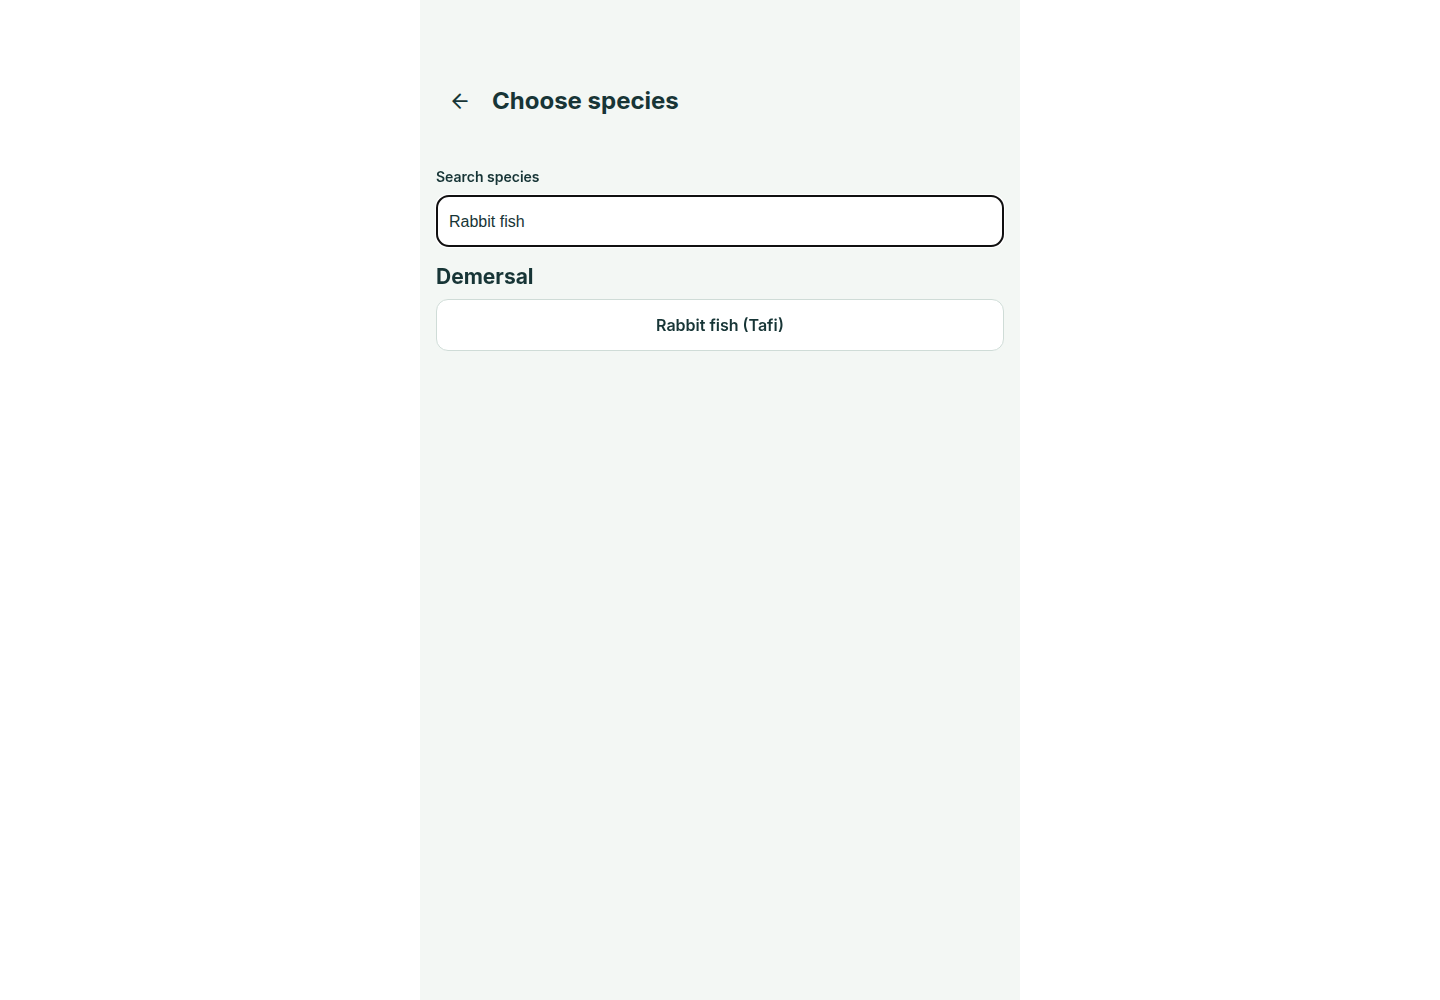 Choose species
Search species
Rabbit fish
Demersal
Rabbit fish (Tafi)